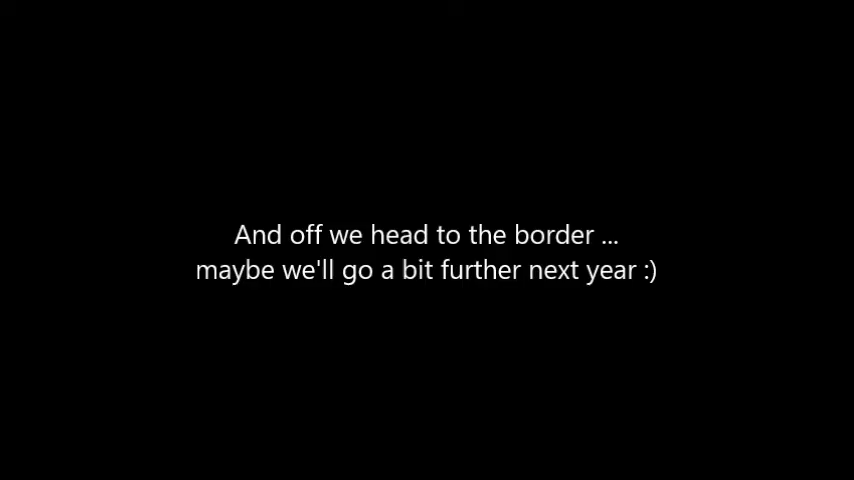 And off we head to the border ...
maybe we'll go a bit further next year :)